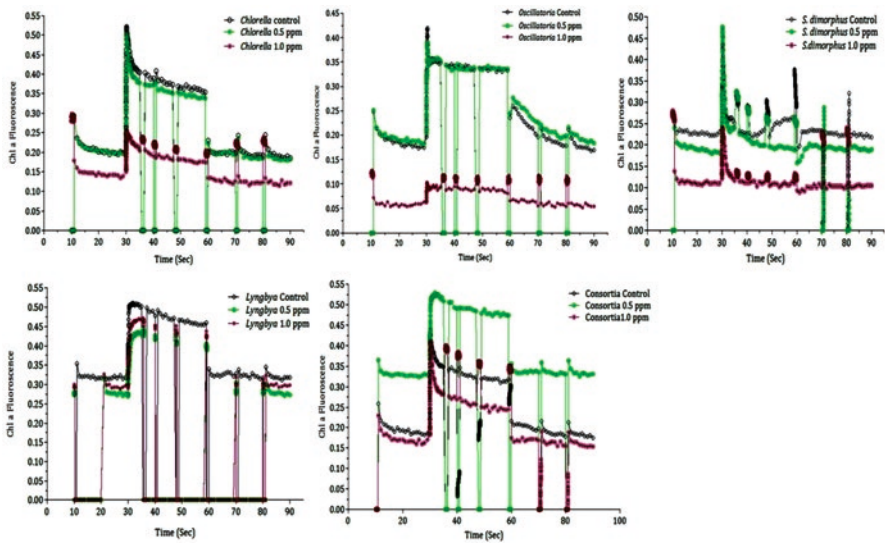 Chl a Fluoroscence
0.55
0.50
0.45
0.40
0.35
0.30
0.25
0.20
0.15
0.10
0.05
0.00
0 10 20 30 40 50 60 70 80 90
Time (Sec)
Chlorella control
Chlorella 0.5 ppm
Chlorella 1.0 ppm
Chl a Fluoroscence
0.45
0.40
0.35
0.30
0.25
0.20
0.15
0.10
0.05
0.00
0 10 20 30 40 50 60 70 80 90
Time (Sec)
Oscillatoria Control
Oscillatoria 0.5 ppm
Oscillatoria 1.0 ppm
Chl a Fluoroscence
0.50
0.45
0.40
0.35
0.30
0.25
0.20
0.15
0.10
0.05
0.00
0 10 20 30 40 50 60 70 80 90
Time (Sec)
S. dimorphus Control
S. dimorphus 0.5 ppm
S.dimorphus 1.0 ppm
Chl a Fluoroscence
0.55
0.50
0.45
0.40
0.35
0.30
0.25
0.20
0.15
0.10
0.05
0.00
0 10 20 30 40 50 60 70 80 90
Time (Sec)
Lyngbya Control
Lyngbya 0.5 ppm
Lyngbya 1.0 ppm
Chl a Fluoroscence
0.55
0.50
0.45
0.40
0.35
0.30
0.25
0.20
0.15
0.10
0.05
0.00
0 20 40 60 80 100
Time (Sec)
Consortia Control
Consortia 0.5 ppm
Consortia1.0 ppm